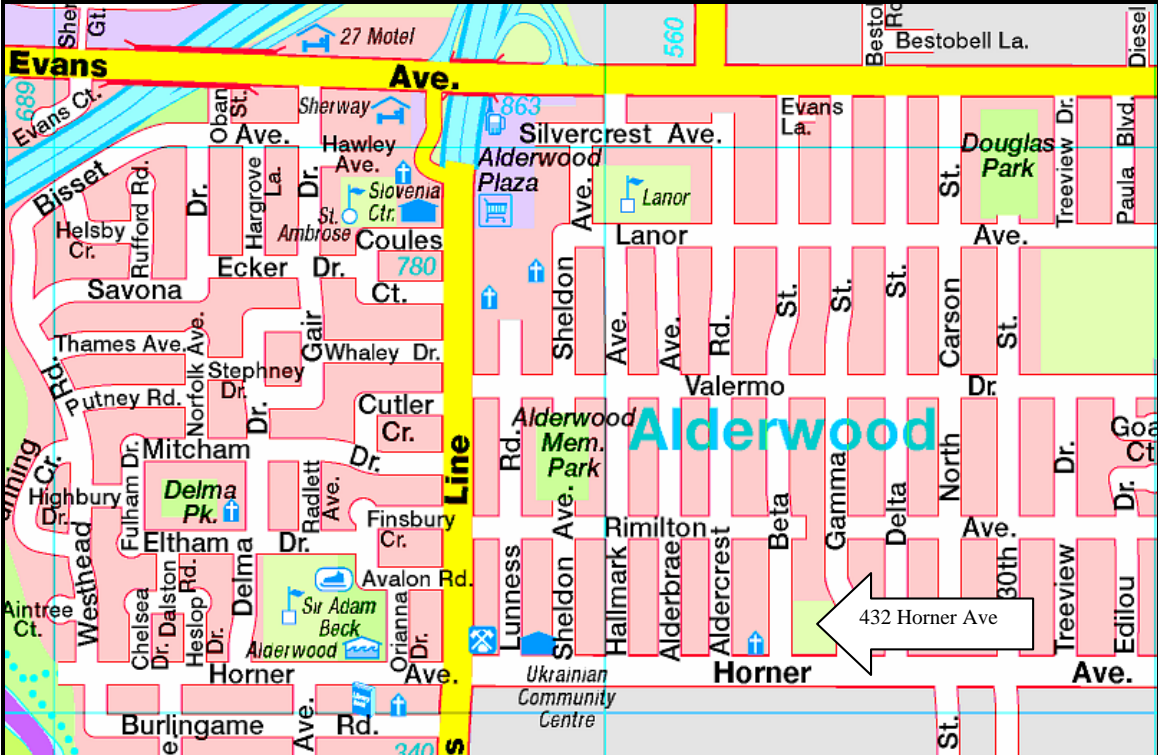 Sher
Gt.
27 Motel
560
Besto
Ro
Bestobell La.
Diesel
Evans
Ave.
689
Evans Ct.
Oban
St.
Sherway
863
Evans
La.
Silvercrest Ave.
Ave.
Hawley
Ave.
Alderwood
Plaza
Douglas
Park
Treeview Dr.
Paula Blvd.
Bisset
Rufford Rd.
Dr.
Hargrove
La.
Dr.
Slovenia
Ctr.
St.
Ambrose
Ave.
Lanor
St.
Helsby
Cr.
Coules
Lanor
Ave.
Ecker Dr.
780
Savona
Ct.
Sheldon
Ave.
Ave.
Rd.
St.
St.
St.
Carson
St.
Thames Ave.
Norfolk Ave.
Gair
Whaley Dr.
Rd.
Stephney
Dr.
Valermo
Dr.
Putney Rd.
Dr.
Cutler
Cr.
Alderwood
Mem.
Park
Alderwood
Goa
Ct
Mitcham
Dr.
Line
Rd.
North
Dr.
Dr.
unning
Cr.
Highbury
Dr.
Fulham Dr.
Delma
Pk.
Radlett
Ave.
Finsbury
Cr.
Ave.
Rimilton
Beta
Gamma
Delta
Ave.
Westhead
Eltham
Dr.
Delma
Avalon Rd.
Lunness
Sheldon
Hallmark
Alderbrae
Aldercrest
30th
Treeview
Edilou
Aintree
Ct.
Chelsea
Dr.
Dalston
Heslop Rd.
Dr.
Sir Adam
Beck
Alderwood
Orianna
Dr.
432 Horner Ave
Horner
Ave.
Ukrainian
Community
Centre
Horner
Ave.
Burlingame
Ave.
Rd.
340
s
St.